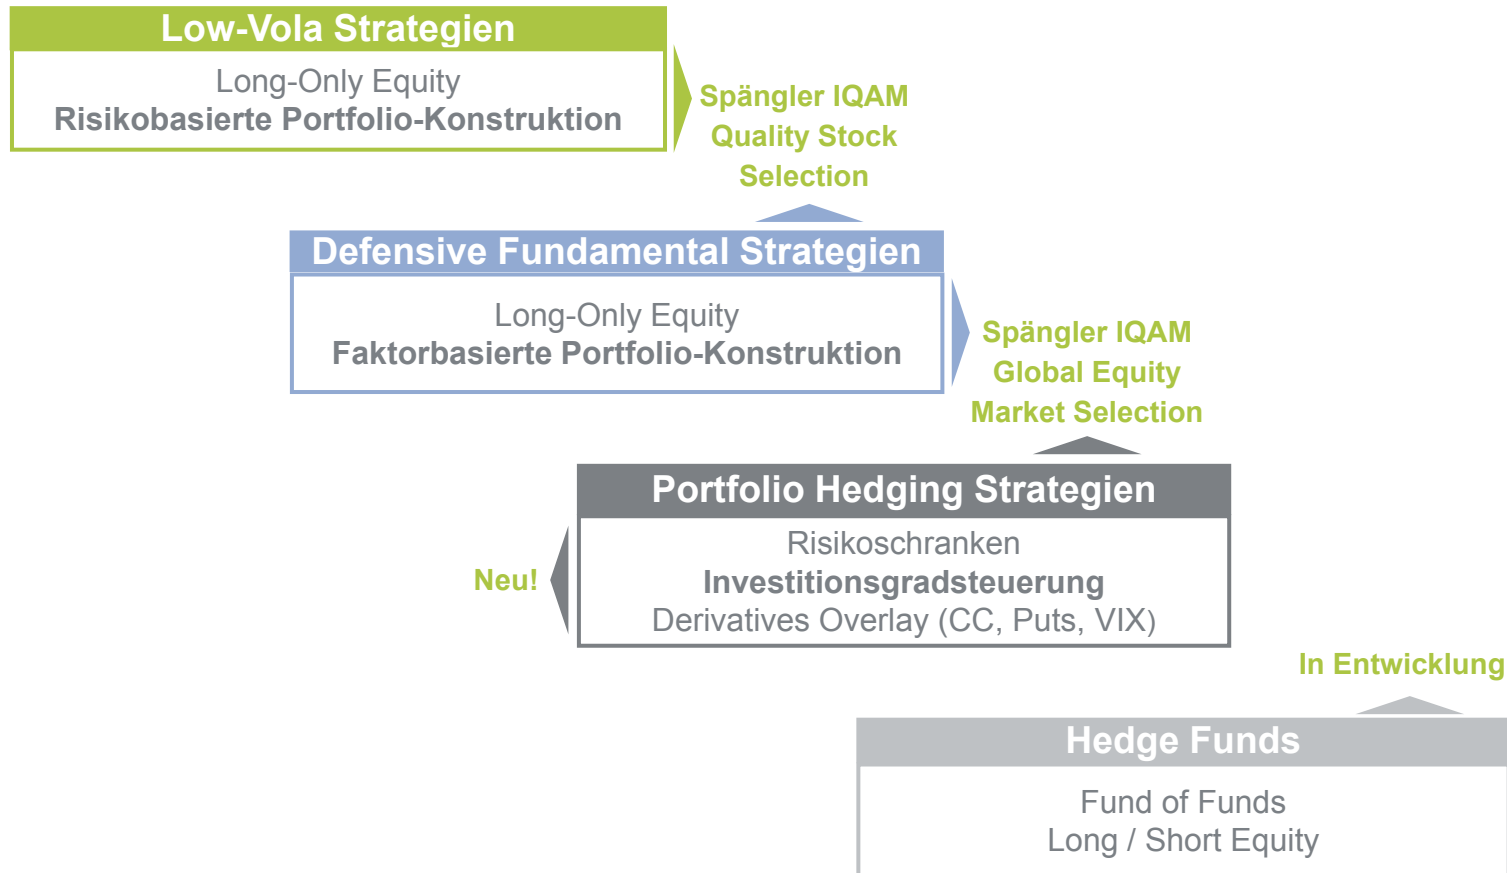 Low-Vola Strategien
Long-Only Equity
Risikobasierte Portfolio-Konstruktion
Spängler IQAM
Quality Stock
Selection
Defensive Fundamental Strategien
Long-Only Equity
Faktorbasierte Portfolio-Konstruktion
Spängler IQAM
Global Equity
Market Selection
Portfolio Hedging Strategien
Risikoschranken
Investitionsgradsteuerung
Derivatives Overlay (CC, Puts, VIX)
Neu!
In Entwicklung
Hedge Funds
Fund of Funds
Long / Short Equity